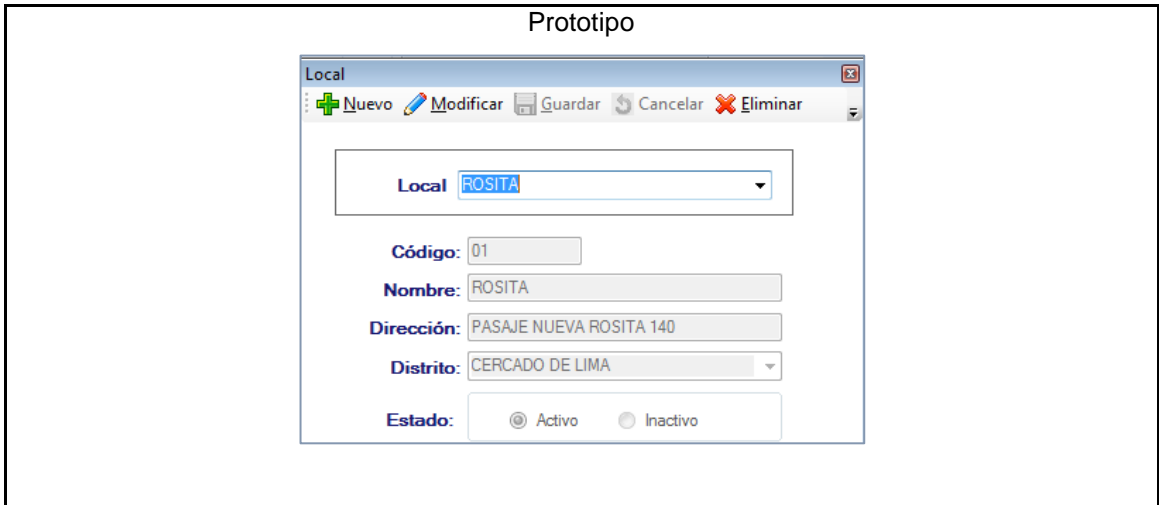 Prototipo
Local
Nuevo Modificar Guardar Cancelar Eliminar
Local ROSITA
Código: 01
Nombre: ROSITA
Dirección: PASAJE NUEVA ROSITA 140
Distrito: CERCADO DE LIMA
Estado: Activo Inactivo